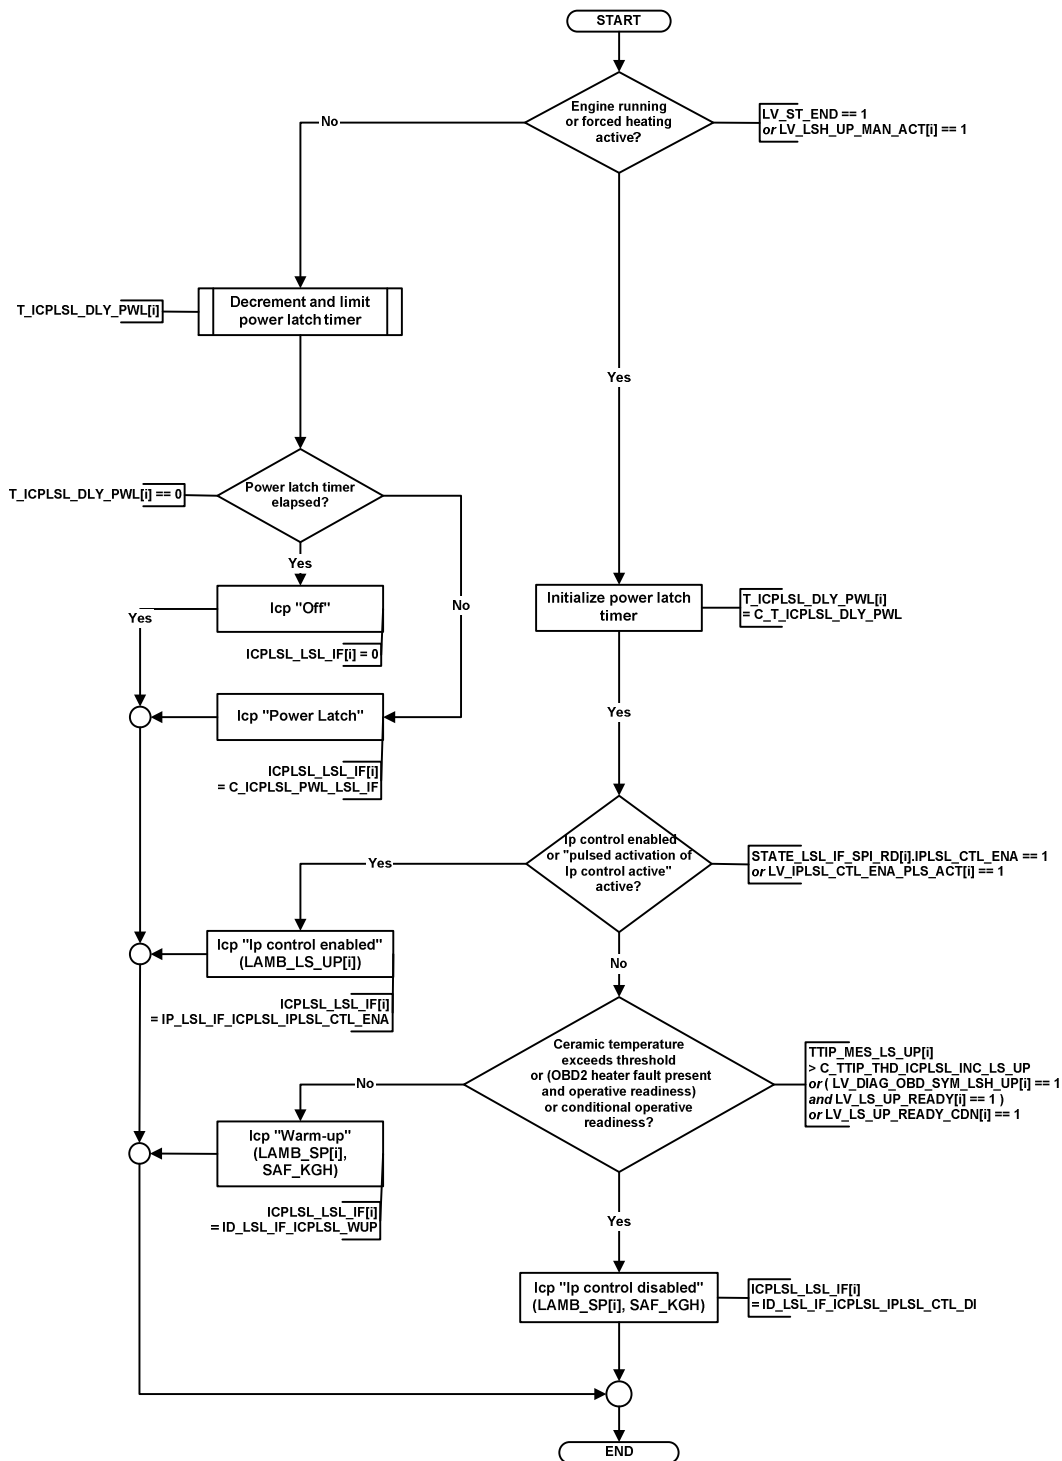 START
Engine running
or forced heating
active?
LV_ST_END == 1
or LV_LSH_UP_MAN_ACT[i] == 1
No
Decrement and limit
power latch timer
T_ICPLSL_DLY_PWL[i]
Yes
Power latch timer
elapsed?
T_ICPLSL_DLY_PWL[i] == 0
Yes
No
Icp "Off"
Yes
ICPLSL_LSL_IF[i] = 0
Initialize power latch
timer
T_ICPLSL_DLY_PWL[i]
= C_T_ICPLSL_DLY_PWL
Icp "Power Latch"
Yes
ICPLSL_LSL_IF[i]
= C_ICPLSL_PWL_LSL_IF
Ip control enabled
or "pulsed activation of
Ip control active"
active?
STATE_LSL_IF_SPI_RD[i].IPLSL_CTL_ENA == 1
or LV_IPLSL_CTL_ENA_PLS_ACT[i] == 1
Yes
Icp "Ip control enabled"
(LAMB_LS_UP[i])
No
ICPLSL_LSL_IF[i]
= IP_LSL_IF_ICPLSL_IPLSL_CTL_ENA
Ceramic temperature
exceeds threshold
or (OBD2 heater fault present
and operative readiness)
or conditional operative
readiness?
TTIP_MES_LS_UP[i]
> C_TTIP_THD_ICPLSL_INC_LS_UP
or ( LV_DIAG_OBD_SYM_LSH_UP[i] == 1
and LV_LS_UP_READY[i] == 1 )
or LV_LS_UP_READY_CDN[i] == 1
No
Icp "Warm-up"
(LAMB_SP[i],
SAF_KGH)
ICPLSL_LSL_IF[i]
= ID_LSL_IF_ICPLSL_WUP
Yes
Icp "Ip control disabled"
(LAMB_SP[i], SAF_KGH)
ICPLSL_LSL_IF[i]
= ID_LSL_IF_ICPLSL_IPLSL_CTL_DI
END